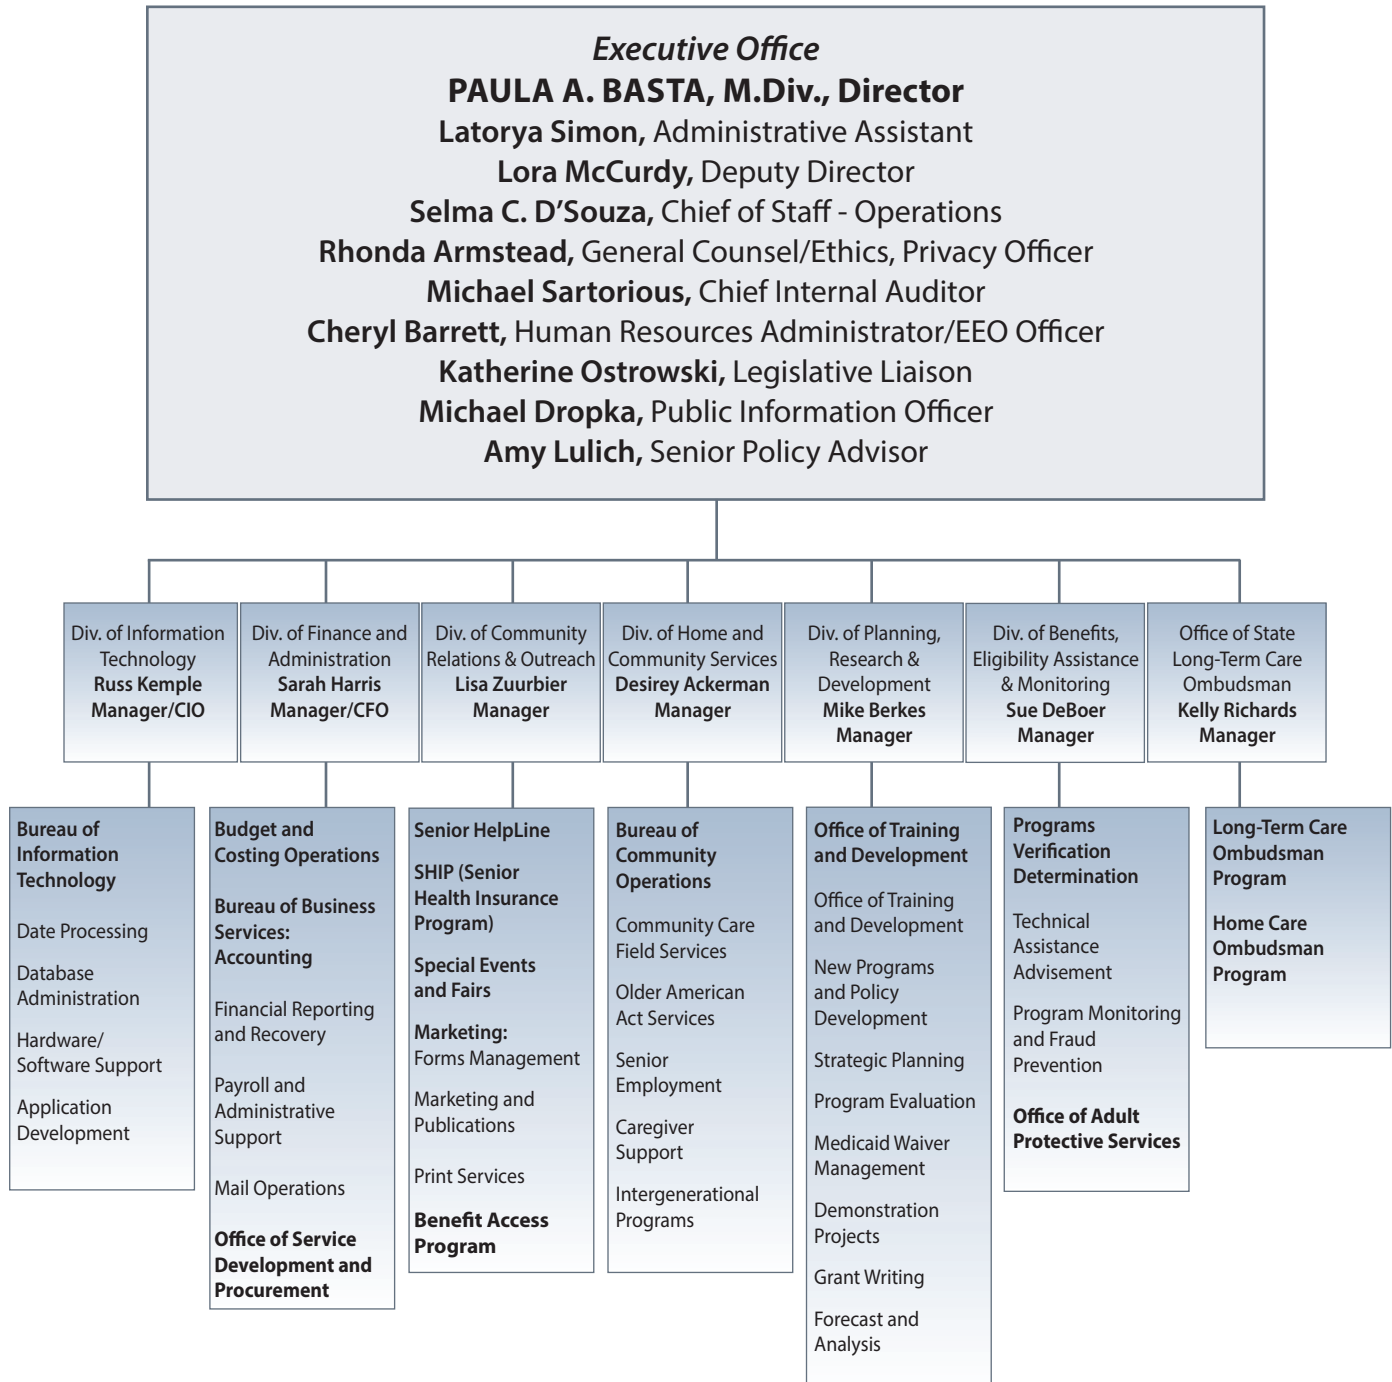 Executive Office
PAULA A. BASTA, M.Div., Director
Latorya Simon, Administrative Assistant
Lora McCurdy, Deputy Director
Selma C. D’Souza, Chief of Staff - Operations
Rhonda Armstead, General Counsel/Ethics, Privacy Officer
Michael Sartorious, Chief Internal Auditor
Cheryl Barrett, Human Resources Administrator/EEO Officer
Katherine Ostrowski, Legislative Liaison
Michael Dropka, Public Information Officer
Amy Lulich, Senior Policy Advisor
Div. of Information
Technology
Russ Kemple
Manager/CIO
Div. of Finance and
Administration
Sarah Harris
Manager/CFO
Div. of Community
Relations & Outreach
Lisa Zuurbier
Manager
Div. of Home and
Community Services
Desirey Ackerman
Manager
Div. of Planning,
Research &
Development
Mike Berkes
Manager
Div. of Benefits,
Eligibility Assistance
& Monitoring
Sue DeBoer
Manager
Office of State
Long-Term Care
Ombudsman
Kelly Richards
Manager
Bureau of
Information
Technology
Date Processing
Database
Administration
Hardware/
Software Support
Application
Development
Budget and
Costing Operations
Bureau of Business
Services:
Accounting
Financial Reporting
and Recovery
Payroll and
Administrative
Support
Mail Operations
Office of Service
Development and
Procurement
Senior HelpLine
SHIP (Senior
Health Insurance
Program)
Special Events
and Fairs
Marketing:
Forms Management
Marketing and
Publications
Print Services
Benefit Access
Program
Bureau of
Community
Operations
Community Care
Field Services
Older American
Act Services
Senior
Employment
Caregiver
Support
Intergenerational
Programs
Office of Training
and Development
Office of Training
and Development
New Programs
and Policy
Development
Strategic Planning
Program Evaluation
Medicaid Waiver
Management
Demonstration
Projects
Grant Writing
Forecast and
Analysis
Programs
Verification
Determination
Technical
Assistance
Advisement
Program Monitoring
and Fraud
Prevention
Office of Adult
Protective Services
Long-Term Care
Ombudsman
Program
Home Care
Ombudsman
Program